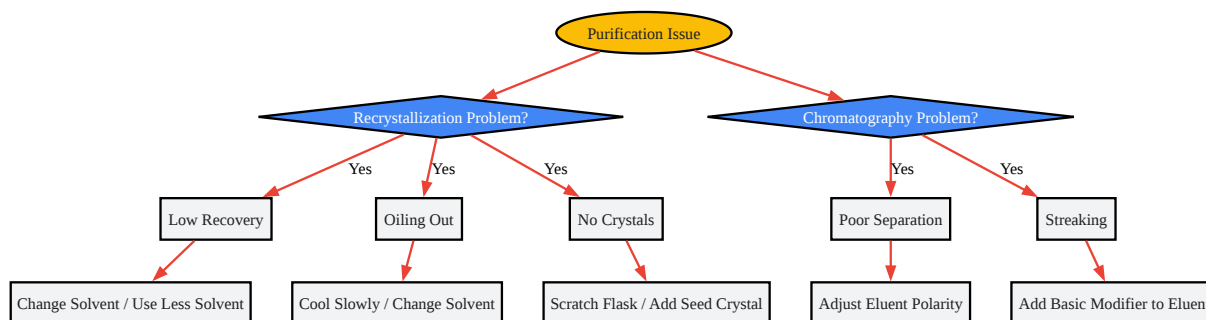 Purification Issue
Recrystallization Problem?
Chromatography Problem?
Yes
Yes
Yes
Yes
Yes
Low Recovery
Oiling Out
No Crystals
Poor Separation
Streaking
Change Solvent / Use Less Solvent
Cool Slowly / Change Solvent
Scratch Flask / Add Seed Crystal
Adjust Eluent Polarity
Add Basic Modifier to Eluen